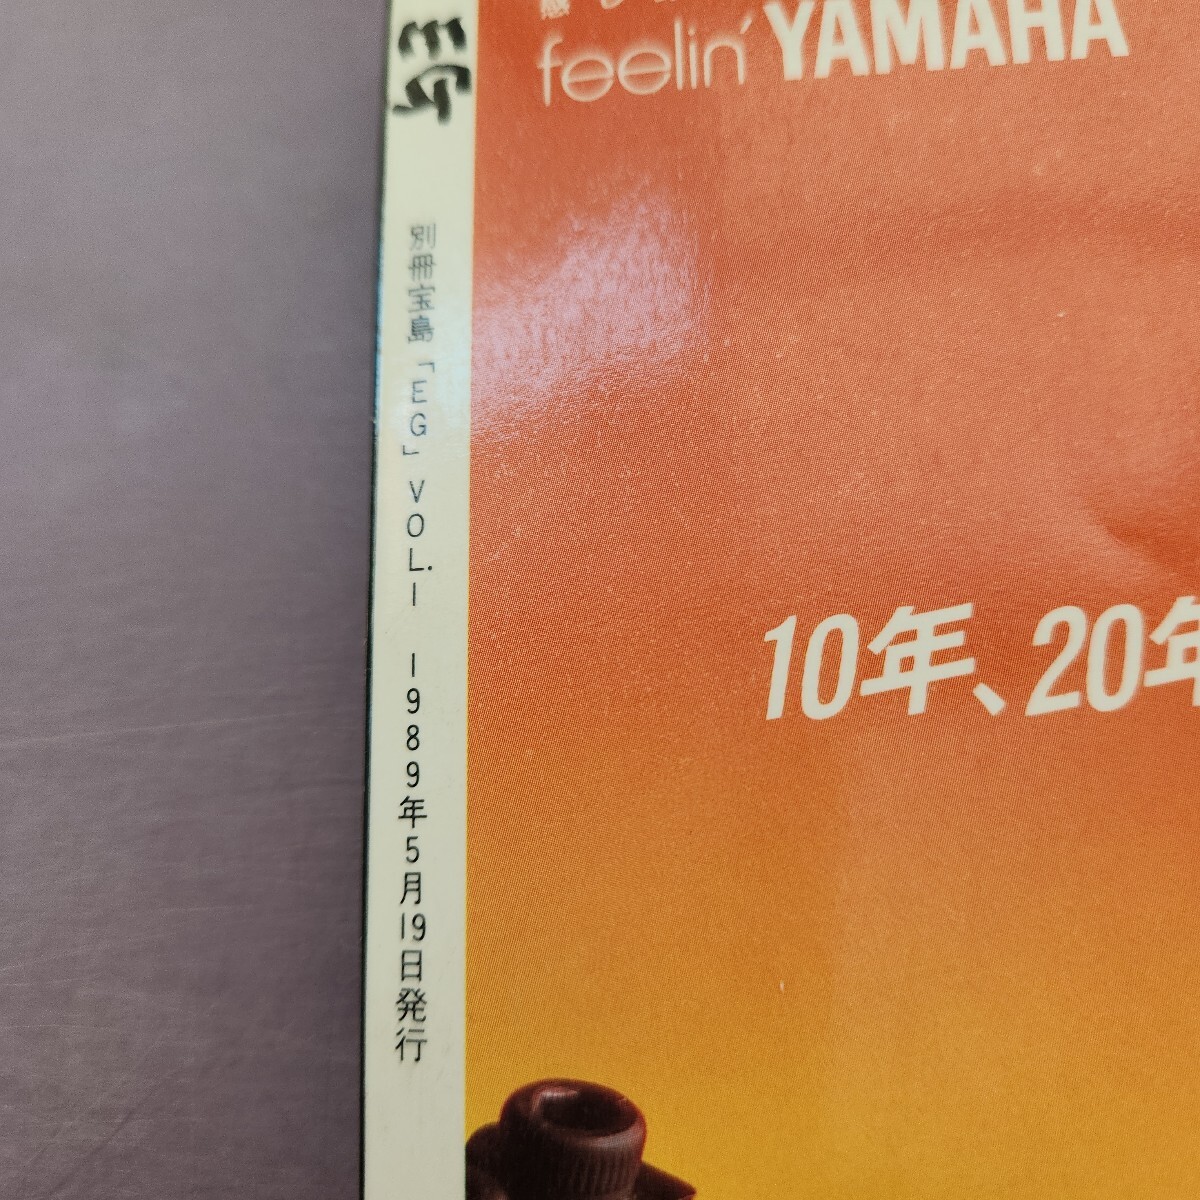 feelin' YAMAHA
別冊宝島「EG」VOL.1 1989年5月19日発行
10年、20年